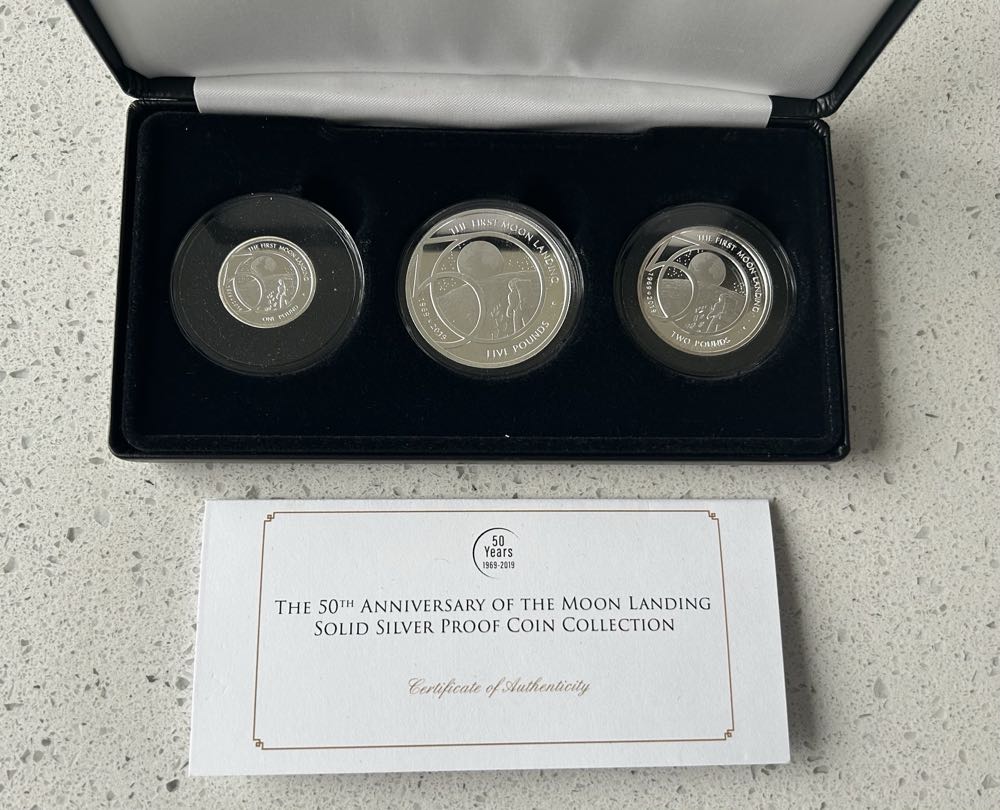 THE FIRST MOON LANDING
1969-2019
ONE POUND
THE FIRST MOON LANDING
1969-2019
FIVE POUNDS
THE FIRST MOON LANDING
1969-2019
TWO POUNDS
50
Years
1969-2019
THE 50TH ANNIVERSARY OF THE MOON LANDING
SOLID SILVER PROOF COIN COLLECTION
Certificate of Authenticity